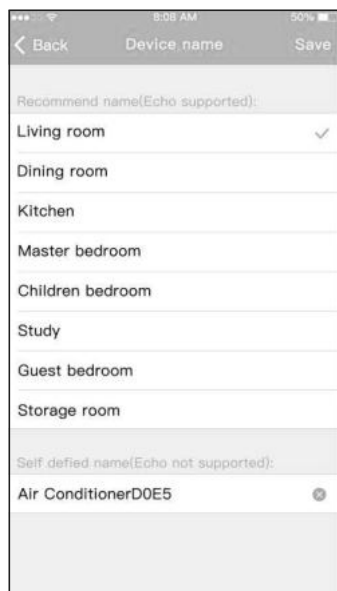 8:08 AM 50%
Back Device name Save
Recommend name(Echo supported):
Living room
Dining room
Kitchen
Master bedroom
Children bedroom
Study
Guest bedroom
Storage room
Self defied name(Echo not supported):
Air ConditionerD0E5